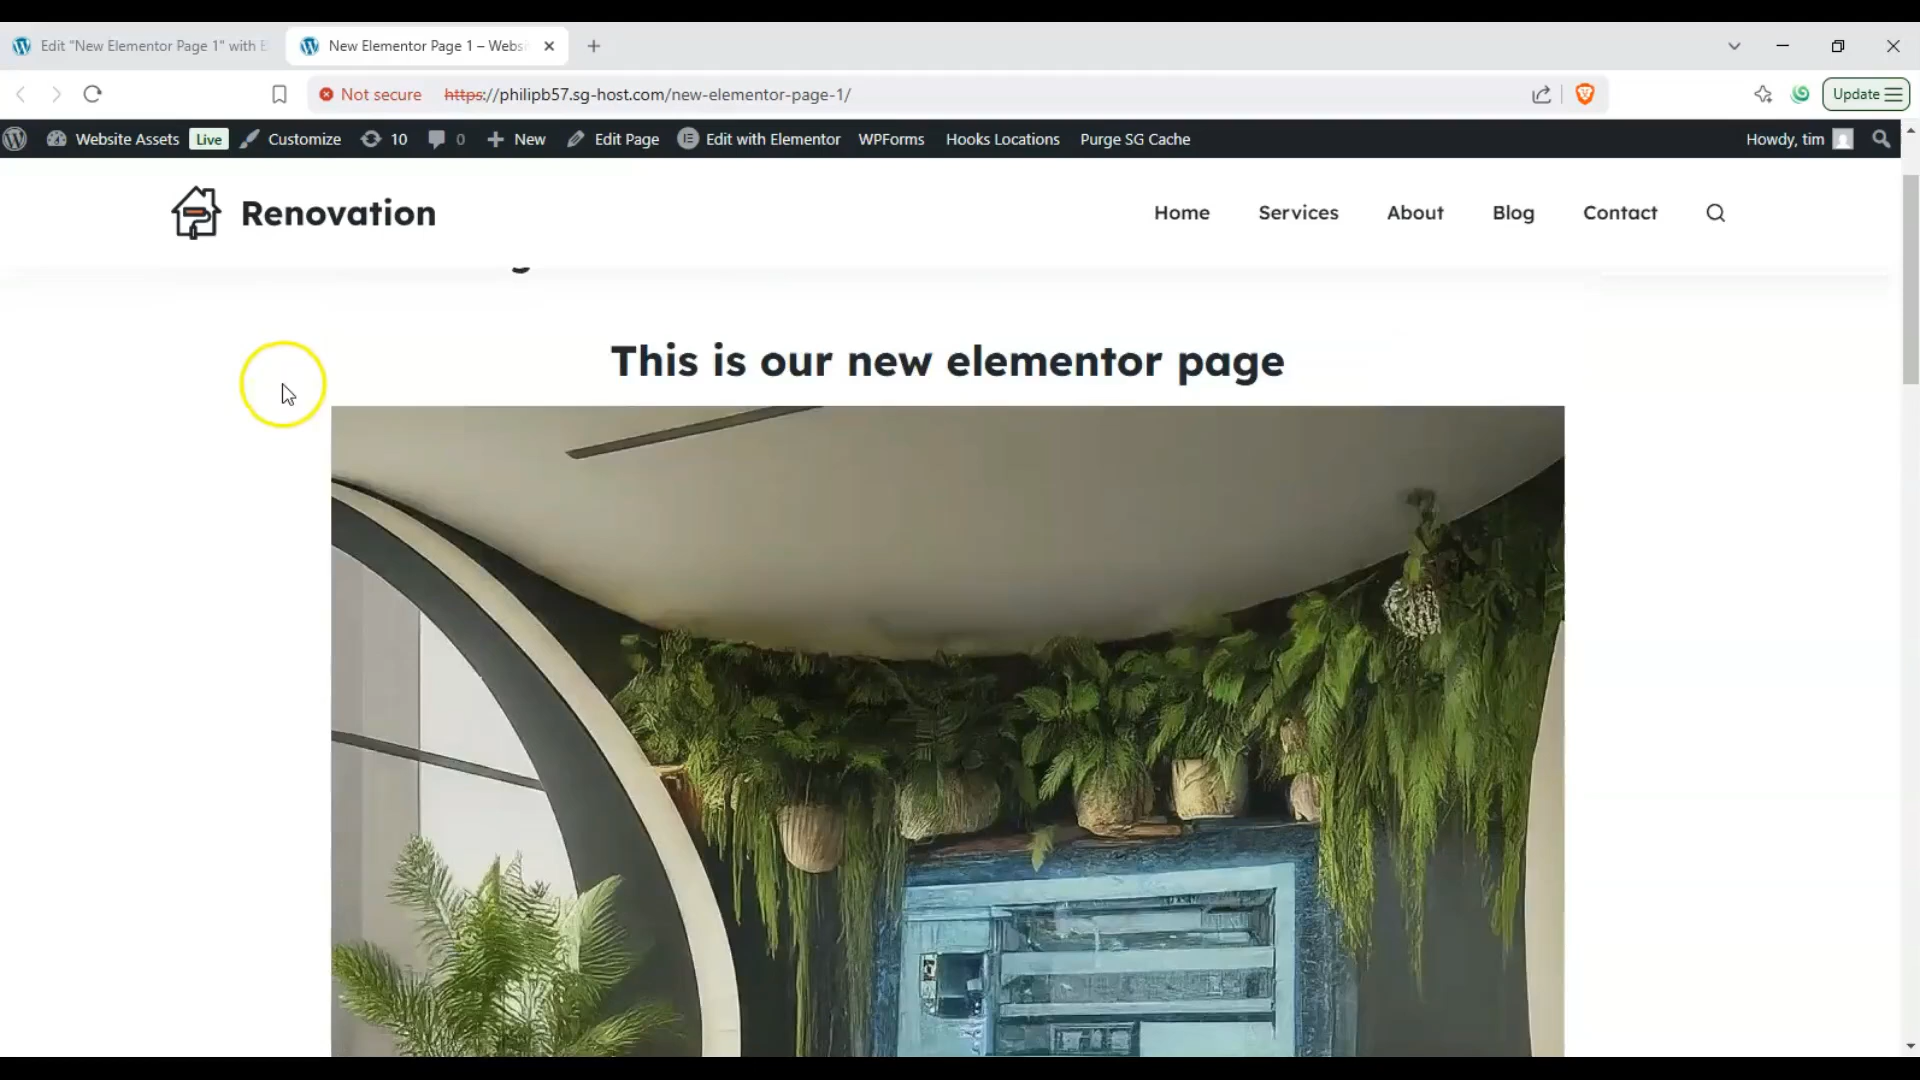 Edit "New Elementor Page 1" with E
New Elementor Page 1 – Websi
Not secure https://philipb57.sg-host.com/new-elementor-page-1/
Update
Website Assets Live Customize 10 0 New Edit Page Edit with Elementor WPForms Hooks Locations Purge SG Cache Howdy, tim
Renovation
Home Services About Blog Contact
This is our new elementor page